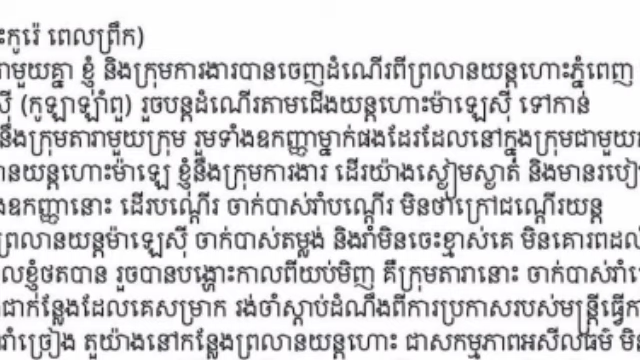 ះកូរ៉េ ពេលព្រឹក)
ាមួយគ្នា ខ្ញុំ និងក្រុមការងារបានចេញដំណើរពីព្រលានយន្តហោះភ្នំពេញ
ស៊ី (កូឡាឡាំពួ) រួចបន្តដំណើរតាមជើងយន្តហោះម៉ាឡេស៊ី ទៅកាន់
នឹងក្រុមតារាមួយក្រុម រួមទាំងឧកញ៉ាម្នាក់ផងដែរដែលនៅក្នុងក្រុមជាមួយ
ានយន្តហោះម៉ាឡេ ខ្ញុំនឹងក្រុមការងារ ដើរយ៉ាងស្ងៀមស្ងាត់ និងមានរបៀប
ងឧកញ៉ានោះ ដើរបណ្ដើរ ចាក់បាស់រាំបណ្ដើរ មិនថាក្រៅជណ្ដើរយន្ត
ព្រលានយន្តម៉ាឡេស៊ី ចាក់បាស់តម្លង់ និងរាំមិនចេះខ្មាស់គេ មិនគោរពដល់
លខ្ញុំថតបាន រួចបានបង្ហោះកាលពីយប់មិញ គឺក្រុមតារានោះ ចាក់បាស់រាំ
ជាក់ន្លែងដែលគេសម្រាក រង់ចាំស្ដាប់ដំណឹងពីការប្រកាសរបស់មន្ត្រីធ្វើកា
រាំច្រៀង តួយ៉ាងនៅកន្លែងព្រលានយន្តហោះ ជាសកម្មភាពអសីលធម៌ មិ